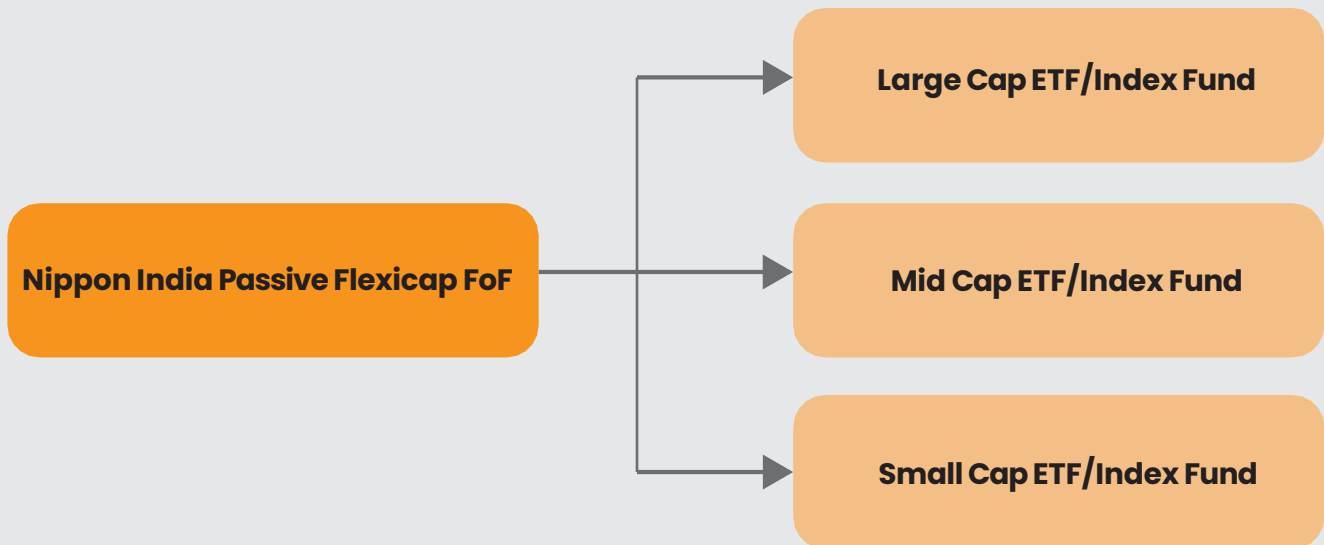 Large Cap ETF/Index Fund
Nippon India Passive Flexicap FoF
Mid Cap ETF/Index Fund
Small Cap ETF/Index Fund